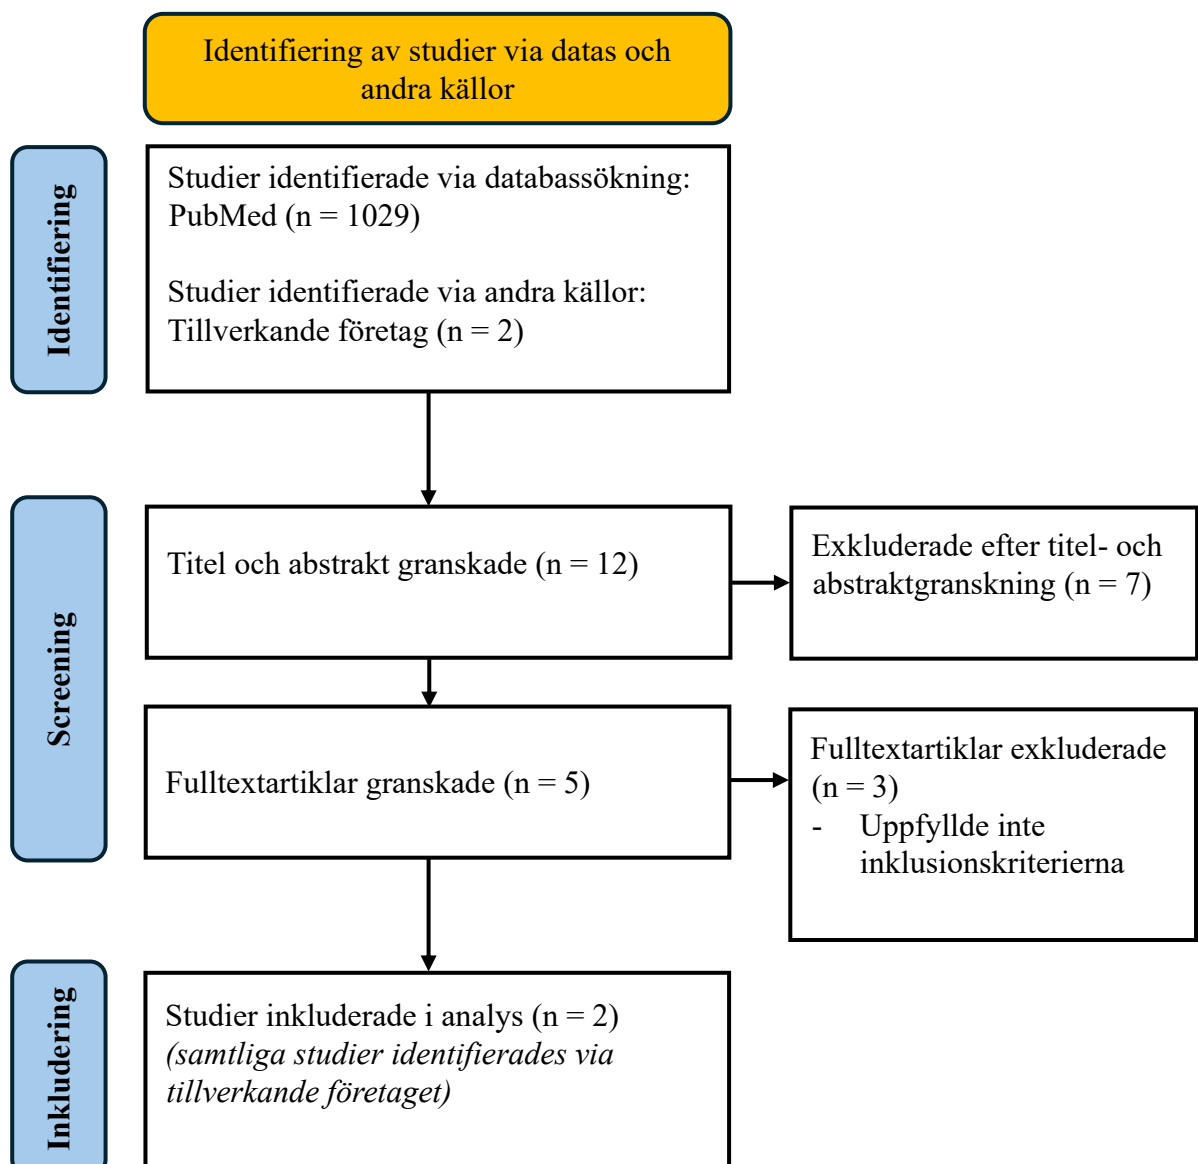 Identifiering av studier via datas och
andra källor
Identifiering
Studier identifierade via databassökning:
PubMed (n = 1029)
Studier identifierade via andra källor:
Tillverkande företag (n = 2)
Screening
Titel och abstrakt granskade (n = 12)
Exkluderade efter titel- och
abstraktgranskning (n = 7)
Fulltextartiklar granskade (n = 5)
Fulltextartiklar exkluderade
(n = 3)
- Uppfyllde inte
inklusionskriterierna
Inkludering
Studier inkluderade i analys (n = 2)
(samtliga studier identifierades via
tillverkande företaget)